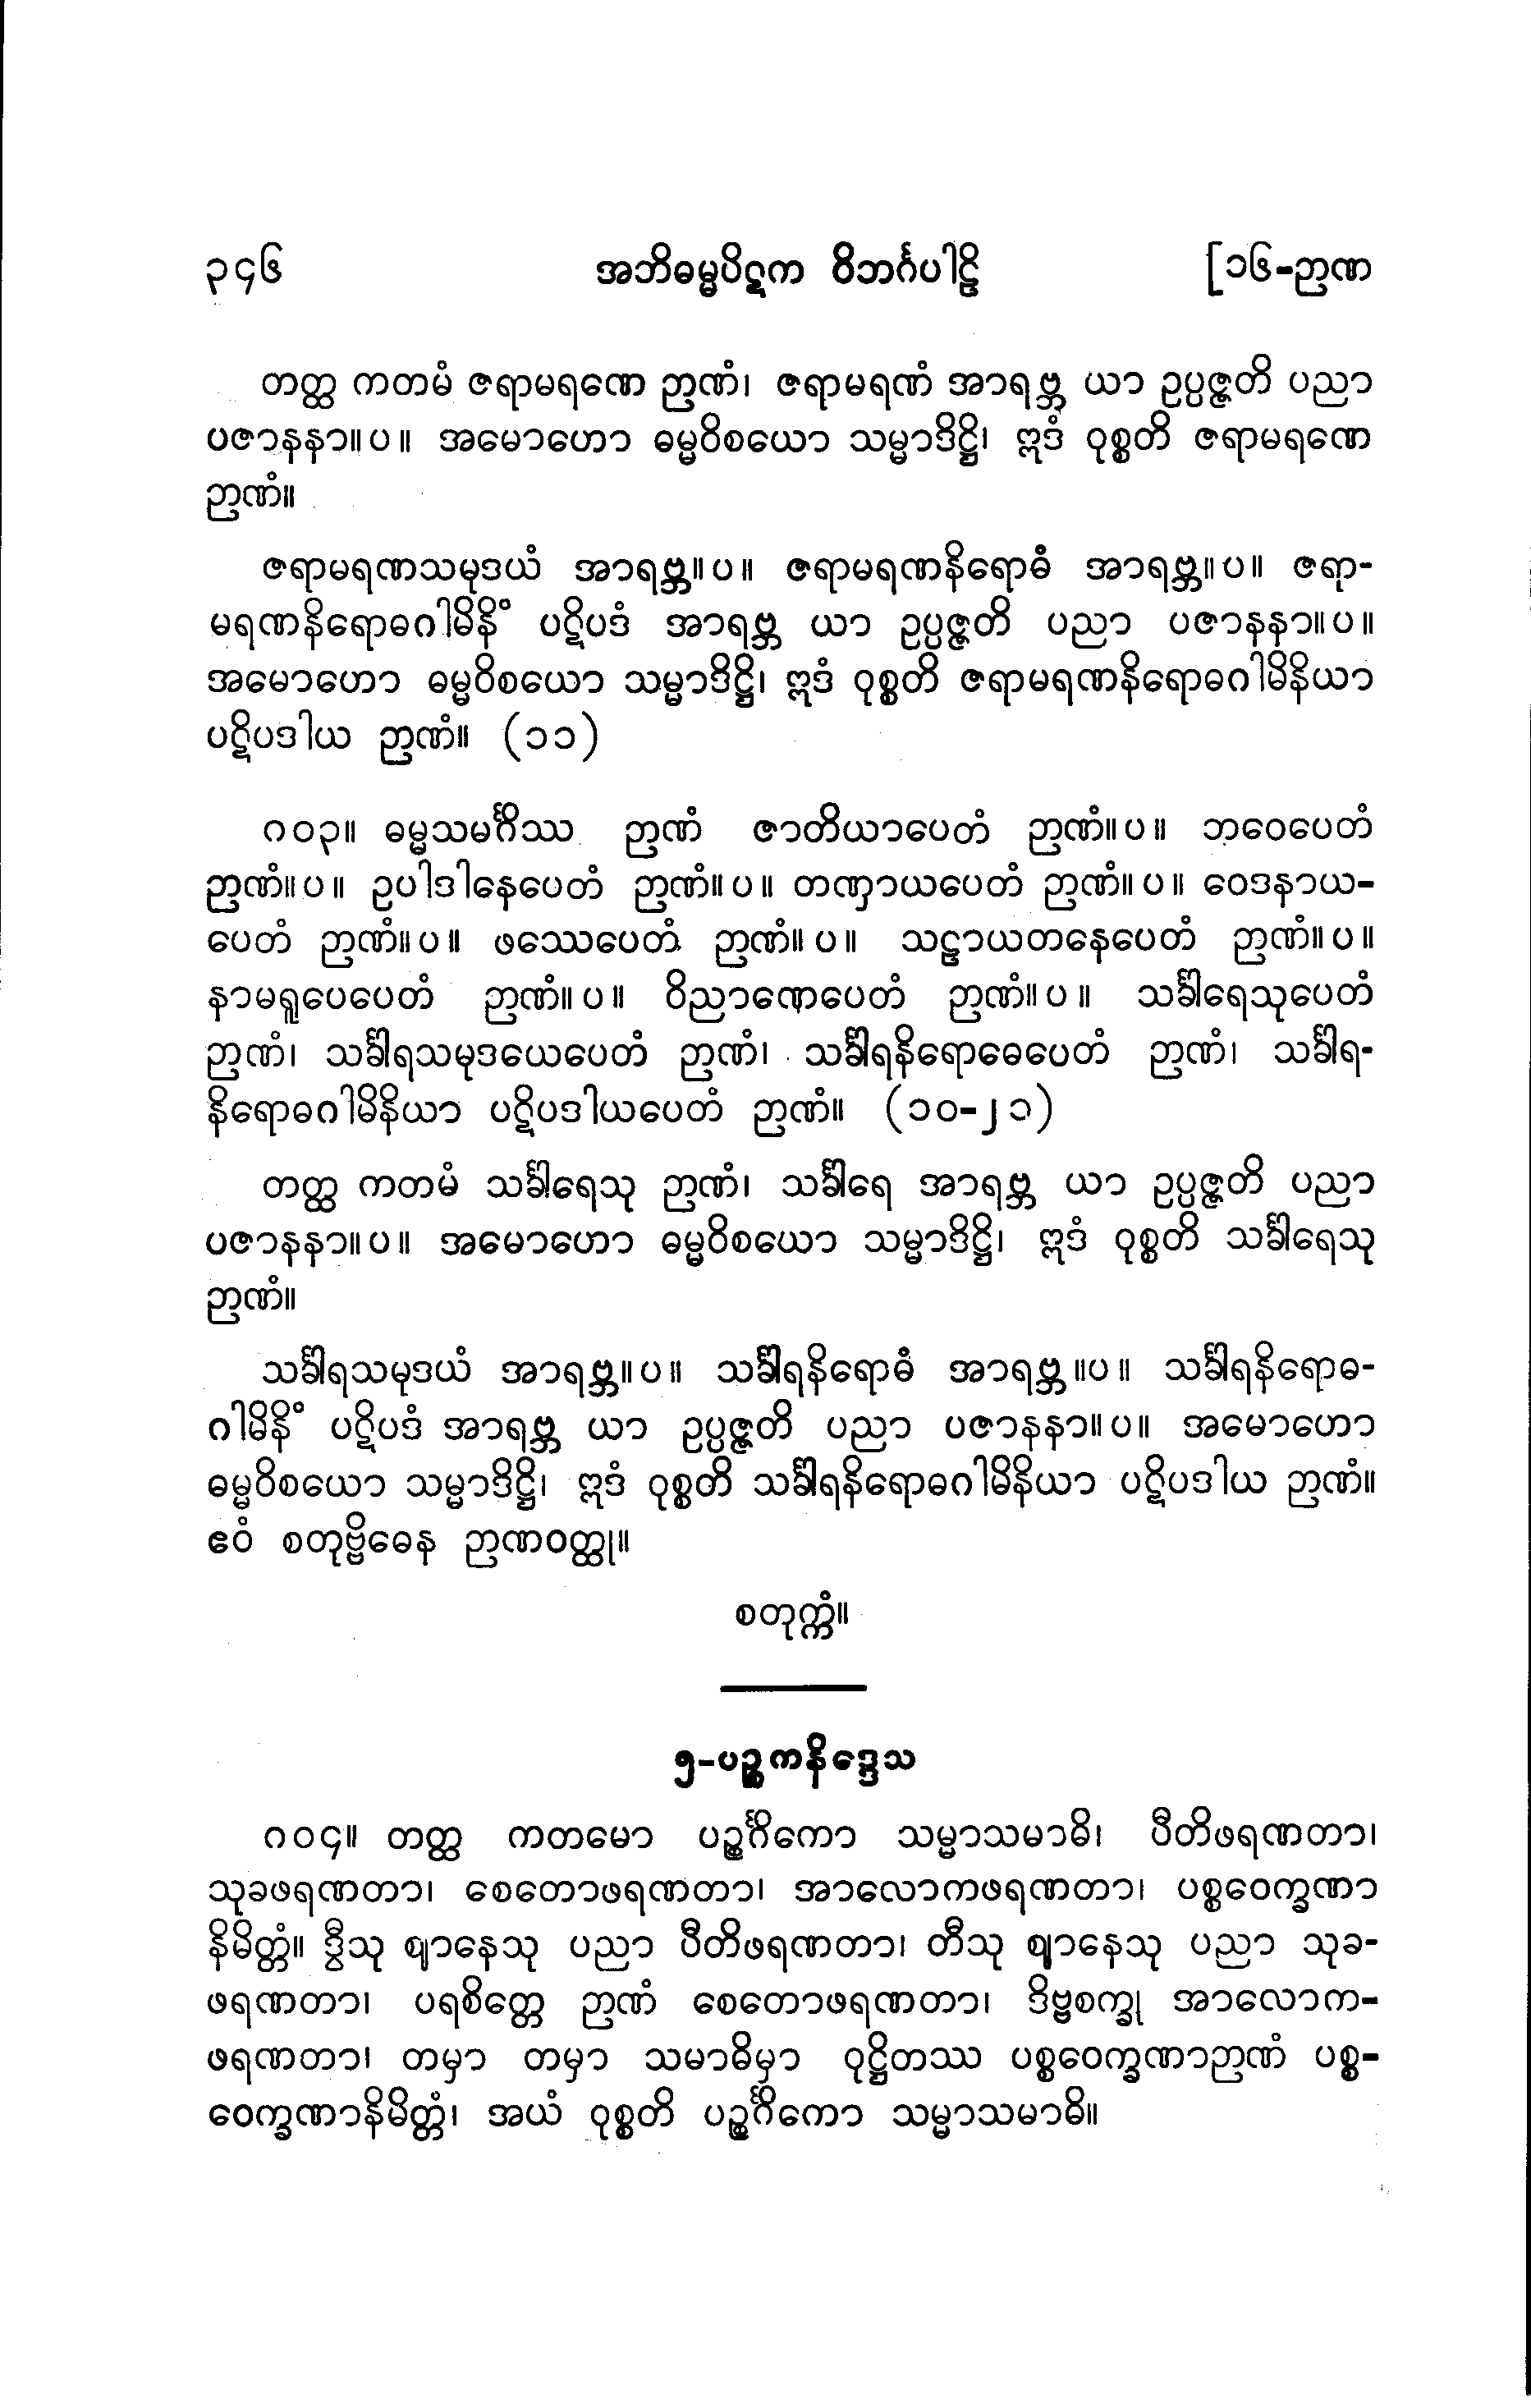 ၃၄၆ အဘိဓမ္မပိဋက ဝိဘင်္ဂပါဠိ [၁၆-ဉာဏ
တတ္ထ ကတမံ ဇရာမရဏေ ဉာဏံ၊ ဇရာမရဏံ အာရဗ္ဘ ယာ ဥပ္ပဇ္ဇတိ ပညာ
ပဇာနနာ။ပ။ အမောဟော ဓမ္မဝိစယော သမ္မာဒိဋ္ဌိ၊ ဣဒံ ဝုစ္စတိ ဇရာမရဏေ
ဉာဏံ။
ဇရာမရဏသမုဒယံ အာရဗ္ဘ။ပ။ ဇရာမရဏနိရောဓံ အာရဗ္ဘ။ပ။ ဇရာ-
မရဏနိရောဓဂါမိနိံ ပဋိပဒံ အာရဗ္ဘ ယာ ဥပ္ပဇ္ဇတိ ပညာ ပဇာနနာ။ပ။
အမောဟော ဓမ္မဝိစယော သမ္မာဒိဋ္ဌိ၊ ဣဒံ ဝုစ္စတိ ဇရာမရဏနိရောဓဂါမိနိယာ
ပဋိပဒါယ ဉာဏံ။ (၁၁)
၈၀၃။ ဓမ္မသမင်္ဂိဿ ဉာဏံ ဇာတိယာပေတံ ဉာဏံ။ပ။ ဘဝေပေတံ
ဉာဏံ။ပ။ ဥပါဒါနေပေတံ ဉာဏံ။ပ။ တဏှာယပေတံ ဉာဏံ။ပ။ ဝေဒနာယ-
ပေတံ ဉာဏံ။ပ။ ဖဿေပေတံ ဉာဏံ။ပ။ သဠာယတနေပေတံ ဉာဏံ။ပ။
နာမရူပေပေတံ ဉာဏံ။ပ။ ဝိညာဏေပေတံ ဉာဏံ။ပ။ သင်္ခါရေသုပေတံ
ဉာဏံ၊ သင်္ခါရသမုဒယေပေတံ ဉာဏံ၊ သင်္ခါရနိရောဓေပေတံ ဉာဏံ၊ သင်္ခါရ-
နိရောဓဂါမိနိယာ ပဋိပဒါယပေတံ ဉာဏံ။ (၁၀-၂၁)
တတ္ထ ကတမံ သင်္ခါရေသု ဉာဏံ၊ သင်္ခါရေ အာရဗ္ဘ ယာ ဥပ္ပဇ္ဇတိ ပညာ
ပဇာနနာ။ပ။ အမောဟော ဓမ္မဝိစယော သမ္မာဒိဋ္ဌိ၊ ဣဒံ ဝုစ္စတိ သင်္ခါရေသု
ဉာဏံ။
သင်္ခါရသမုဒယံ အာရဗ္ဘ။ပ။ သင်္ခါရနိရောဓံ အာရဗ္ဘ။ပ။ သင်္ခါရနိရောဓ-
ဂါမိနိံ ပဋိပဒံ အာရဗ္ဘ ယာ ဥပ္ပဇ္ဇတိ ပညာ ပဇာနနာ။ပ။ အမောဟော
ဓမ္မဝိစယော သမ္မာဒိဋ္ဌိ၊ ဣဒံ ဝုစ္စတိ သင်္ခါရနိရောဓဂါမိနိယာ ပဋိပဒါယ ဉာဏံ။
ဧဝံ စတုဗ္ဗိဓေန ဉာဏဝတ္ထု။
စတုက္ကံ။
၅-ပဉ္စကနိဒ္ဒေသ
၈၀၄။ တတ္ထ ကတမော ပဉ္စင်္ဂိကော သမ္မာသမာဓိ၊ ပီတိဖရဏတာ၊
သုခဖရဏတာ၊ စေတောဖရဏတာ၊ အာလောကဖရဏတာ၊ ပစ္စဝေက္ခဏာ
နိမိတ္တံ။ ဒွီသု ဈာနေသု ပညာ ပီတိဖရဏတာ၊ တီသု ဈာနေသု ပညာ သုခ-
ဖရဏတာ၊ ပရစိတ္တေ ဉာဏံ စေတောဖရဏတာ၊ ဒိဗ္ဗစက္ခု အာလောက-
ဖရဏတာ၊ တမှာ တမှာ သမာဓိမှာ ဝုဋ္ဌိတဿ ပစ္စဝေက္ခဏာဉာဏံ ပစ္စ-
ဝေက္ခဏာနိမိတ္တံ၊ အယံ ဝုစ္စတိ ပဉ္စင်္ဂိကော သမ္မာသမာဓိ။